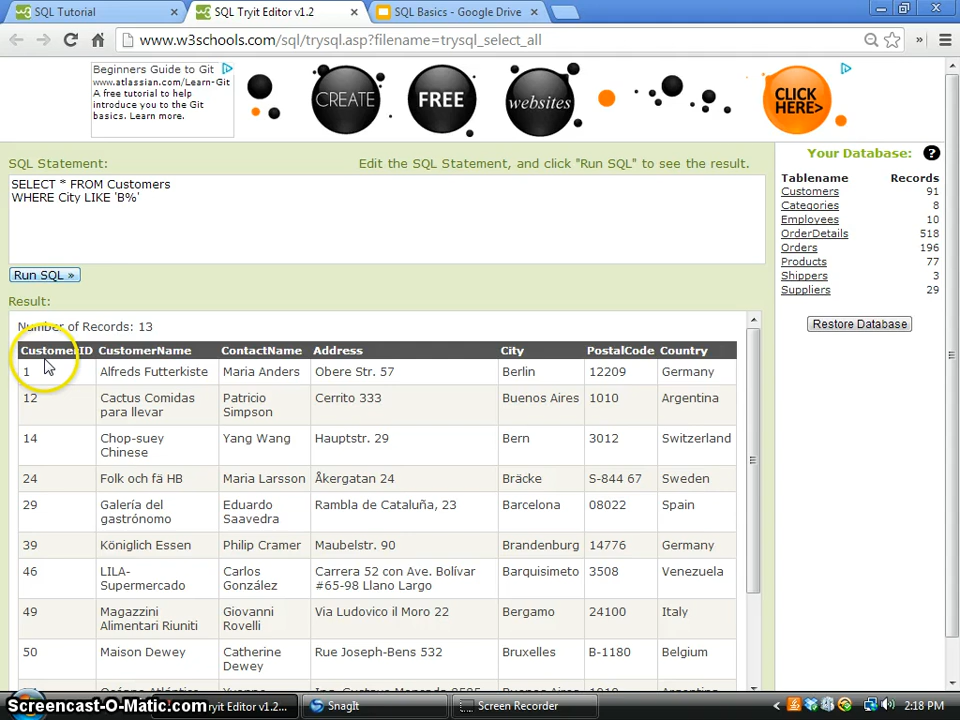 SQL Tutorial
SQL Tryit Editor v1.2
SQL Basics - Google Drive
www.w3schools.com/sql/trysql.asp?filename=trysql_select_all
Beginners Guide to Git
www.atlassian.com/Learn-Git
A free tutorial to help
introduce you to the Git
basics. Learn more.
CREATE
FREE
websites
CLICK
HERE>
SQL Statement:
Edit the SQL Statement, and click "Run SQL" to see the result.
SELECT * FROM Customers
WHERE City LIKE 'B%'
Run SQL »
Your Database: ?
Tablename Records
Customers 91
Categories 8
Employees 10
OrderDetails 518
Orders 196
Products 77
Shippers 3
Suppliers 29
Restore Database
Result:
Number of Records: 13
CustomerID CustomerName ContactName Address City PostalCode Country
1 Alfreds Futterkiste Maria Anders Obere Str. 57 Berlin 12209 Germany
12 Cactus Comidas Patricio Cerrito 333 Buenos Aires 1010 Argentina
para llevar Simpson
14 Chop-suey Yang Wang Hauptstr. 29 Bern 3012 Switzerland
Chinese
24 Folk och fä HB Maria Larsson Åkergatan 24 Bräcke S-844 67 Sweden
29 Galería del Eduardo Rambla de Cataluña, 23 Barcelona 08022 Spain
gastrónomo Saavedra
39 Königlich Essen Philip Cramer Maubelstr. 90 Brandenburg 14776 Germany
46 LILA- Carlos Carrera 52 con Ave. Bolívar Barquisimeto 3508 Venezuela
Supermercado González #65-98 Llano Largo
49 Magazzini Giovanni Via Ludovico il Moro 22 Bergamo 24100 Italy
Alimentari Riuniti Rovelli
50 Maison Dewey Catherine Rue Joseph-Bens 532 Bruxelles B-1180 Belgium
Dewey
Screencast-O-Matic.com
Tryit Editor v1.2...
SnagIt
Screen Recorder
2:18 PM